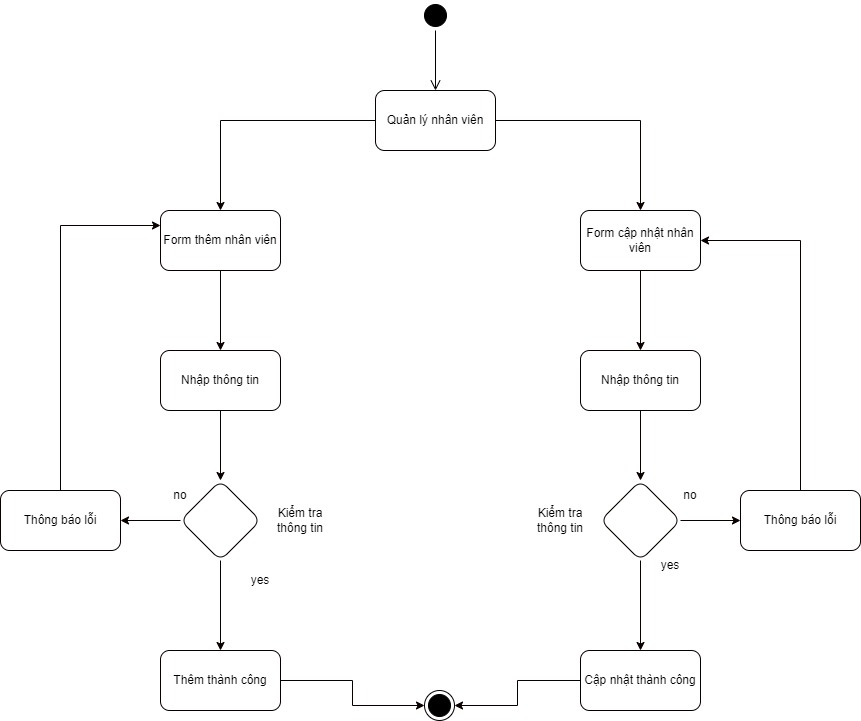 Quản lý nhân viên
Form thêm nhân viên
Form cập nhật nhân
viên
Nhập thông tin
Nhập thông tin
no
Kiểm tra
thông tin
Kiểm tra
thông tin
no
Thông báo lỗi
Thông báo lỗi
yes
yes
Thêm thành công
Cập nhật thành công